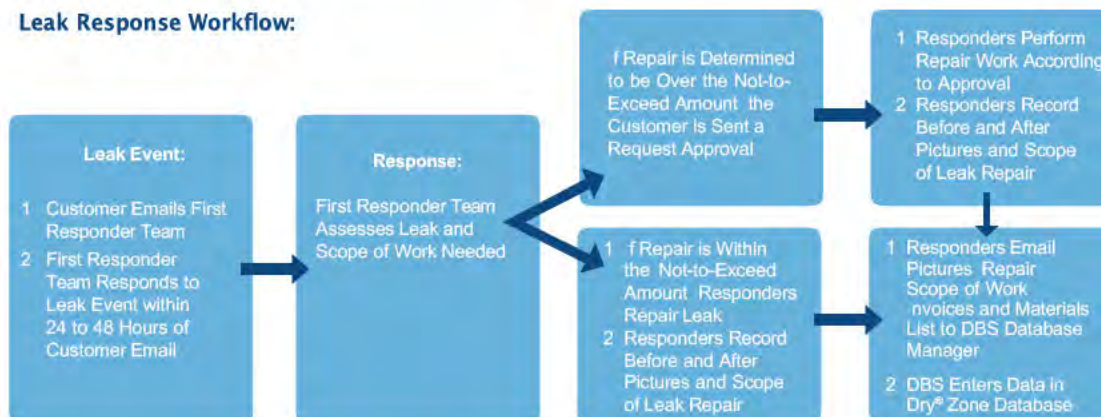 Leak Response Workflow:
Leak Event:
1 Customer Emails First
Responder Team
2 First Responder
Team Responds to
Leak Event within
24 to 48 Hours of
Customer Email
Response:
First Responder Team
Assesses Leak and
Scope of Work Needed
f Repair is Determined
to be Over the Not-to-
Exceed Amount the
Customer is Sent a
Request Approval
1 Responders Perform
Repair Work According
to Approval
2 Responders Record
Before and After
Pictures and Scope
of Leak Repair
1 f Repair is Within
the Not-to-Exceed
Amount Responders
Repair Leak
2 Responders Record
Before and After
Pictures and Scope
of Leak Repair
1 Responders Email
Pictures Repair
Scope of Work
nvoices and Materials
List to DBS Database
Manager
2 DBS Enters Data in
Dry® Zone Database